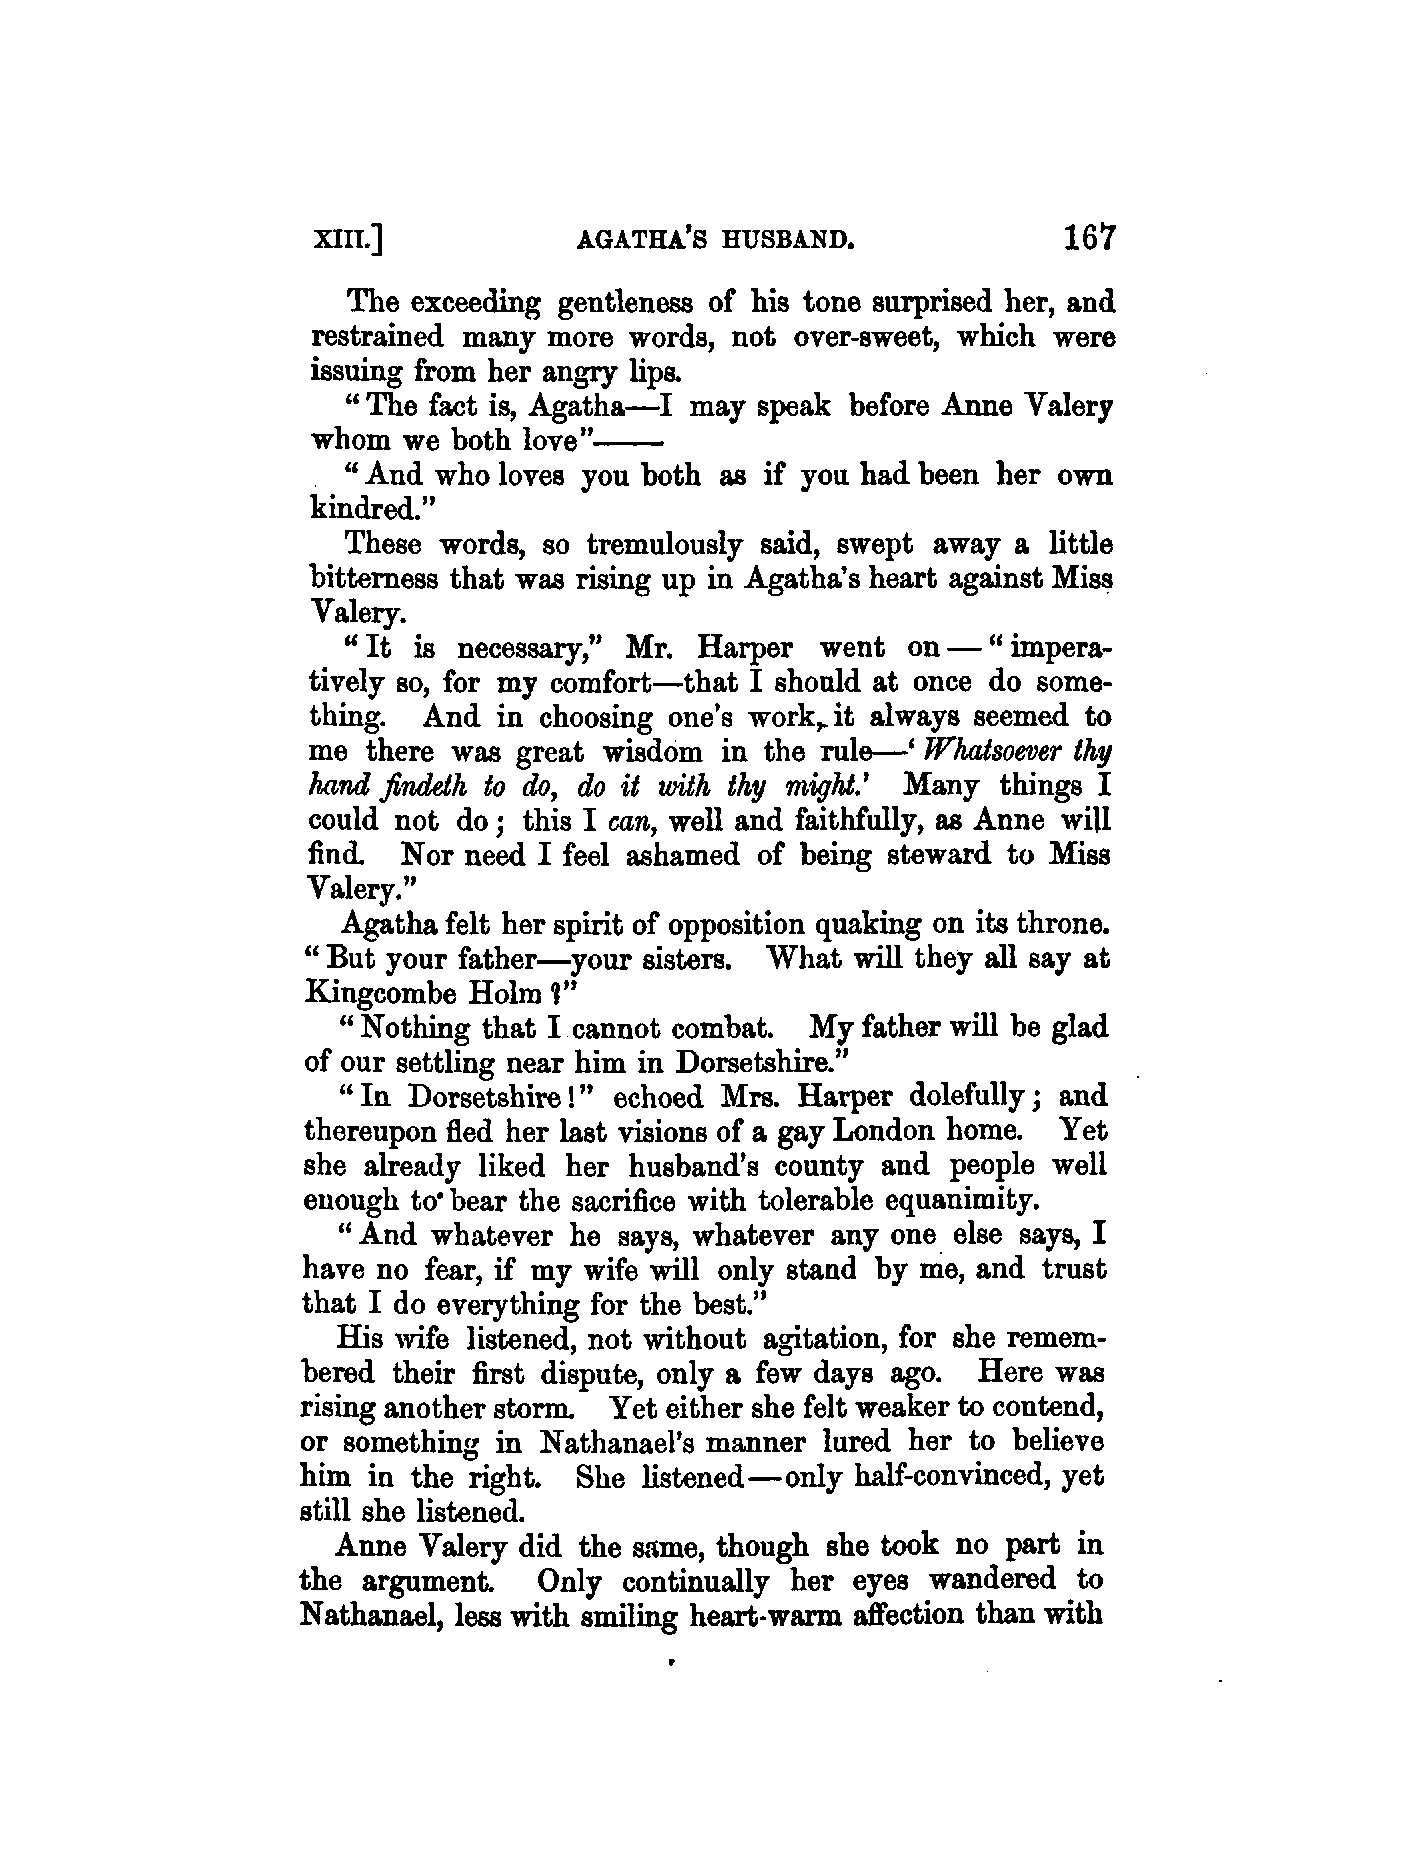 XIII.] AGATHA'S HUSBAND. 167
The exceeding gentleness of his tone surprised her, and
restrained many more words, not over-sweet, which were
issuing from her angry lips.
"The fact is, Agatha—I may speak before Anne Valery
whom we both love"——
"And who loves you both as if you had been her own
kindred."
These words, so tremulously said, swept away a little
bitterness that was rising up in Agatha's heart against Miss
Valery.
"It is necessary," Mr. Harper went on—"impera-
tively so, for my comfort—that I should at once do some-
thing. And in choosing one's work, it always seemed to
me there was great wisdom in the rule—'Whatsoever thy
hand findeth to do, do it with thy might.' Many things I
could not do; this I can, well and faithfully, as Anne will
find. Nor need I feel ashamed of being steward to Miss
Valery."
Agatha felt her spirit of opposition quaking on its throne.
"But your father—your sisters. What will they all say at
Kingcombe Holm?"
"Nothing that I cannot combat. My father will be glad
of our settling near him in Dorsetshire."
"In Dorsetshire!" echoed Mrs. Harper dolefully; and
thereupon fled her last visions of a gay London home. Yet
she already liked her husband's county and people well
enough to bear the sacrifice with tolerable equanimity.
"And whatever he says, whatever any one else says, I
have no fear, if my wife will only stand by me, and trust
that I do everything for the best."
His wife listened, not without agitation, for she remem-
bered their first dispute, only a few days ago. Here was
rising another storm. Yet either she felt weaker to contend,
or something in Nathanael's manner lured her to believe
him in the right. She listened—only half-convinced, yet
still she listened.
Anne Valery did the same, though she took no part in
the argument. Only continually her eyes wandered to
Nathanael, less with smiling heart-warm affection than with